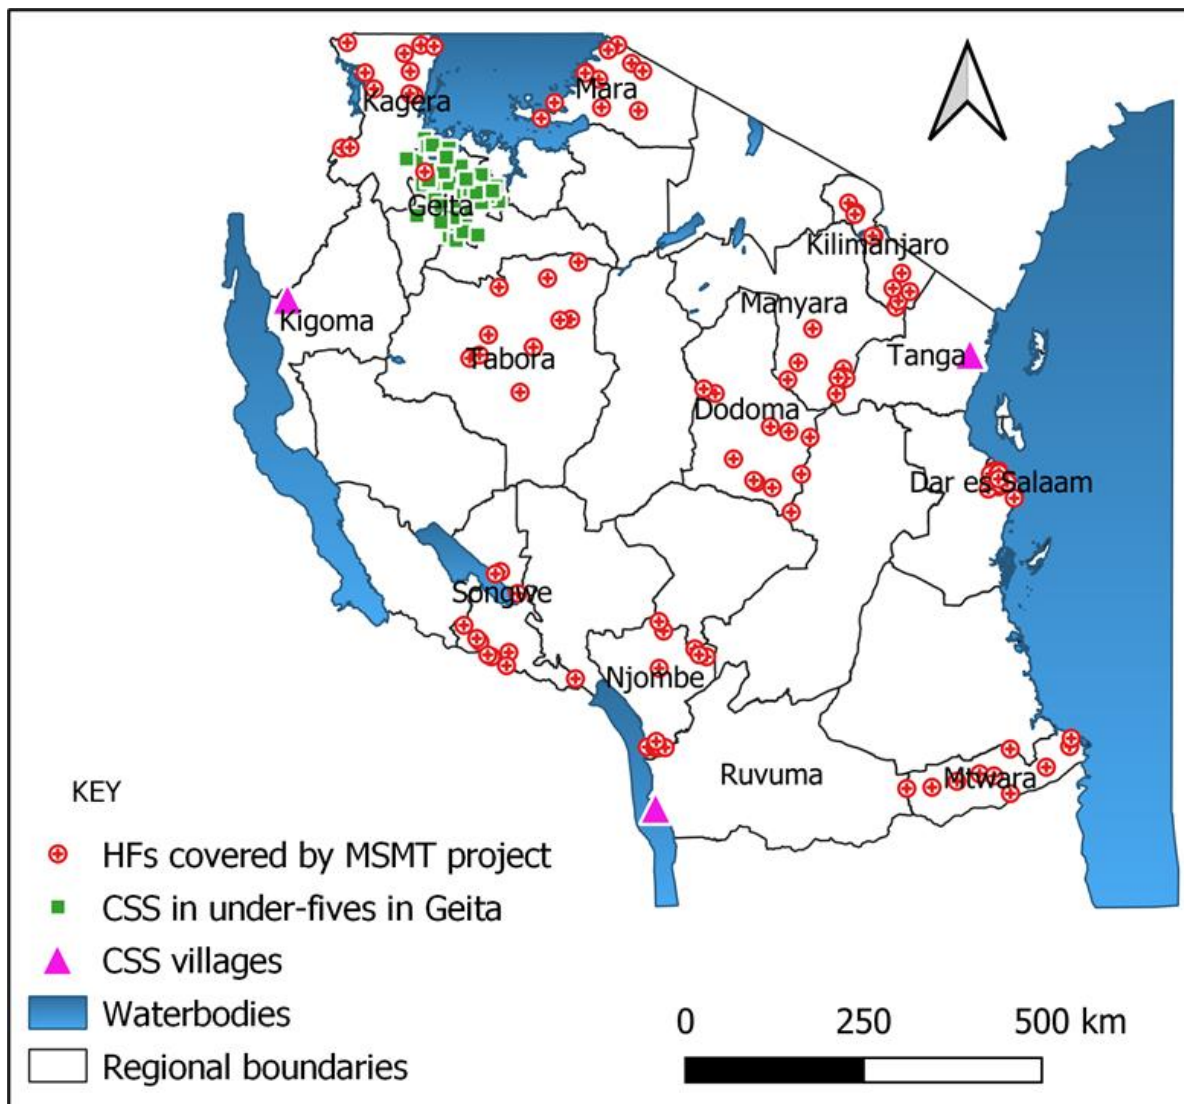 Kagera
Mara
Geita
Kilimanjaro
Kigoma
Manyara
Tabora
Tanga
Dodoma
Dar es Salaam
Songwe
Njombe
Ruvuma
Mtwara
KEY
HFs covered by MSMT project
CSS in under-fives in Geita
CSS villages
Waterbodies
Regional boundaries
0 250 500 km